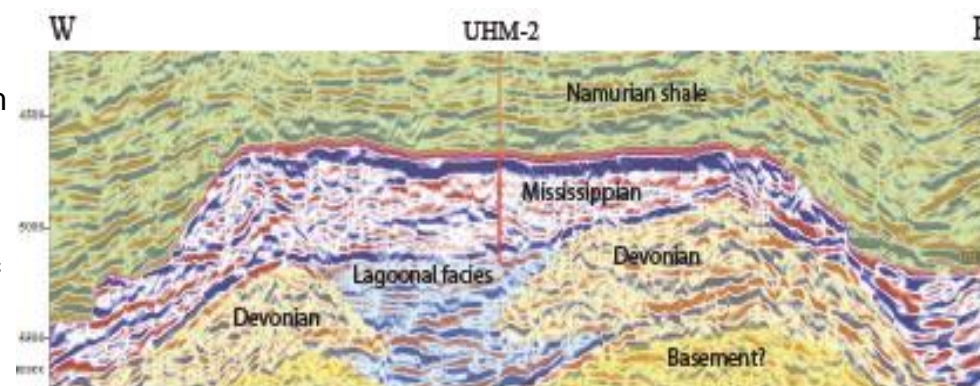 W
UHM-2
Namurian shale
Mississippian
Devonian
Lagoonal facies
Devonian
Basement?